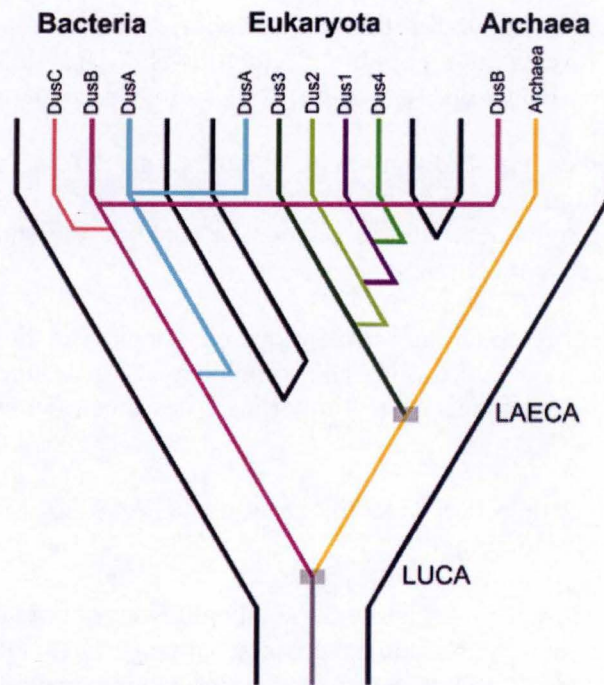 Bacteria Eukaryota Archaea
DusC DusB DusA DusA Dus3 Dus2 Dus1 Dus4 DusB Archaea
LAECA
LUCA